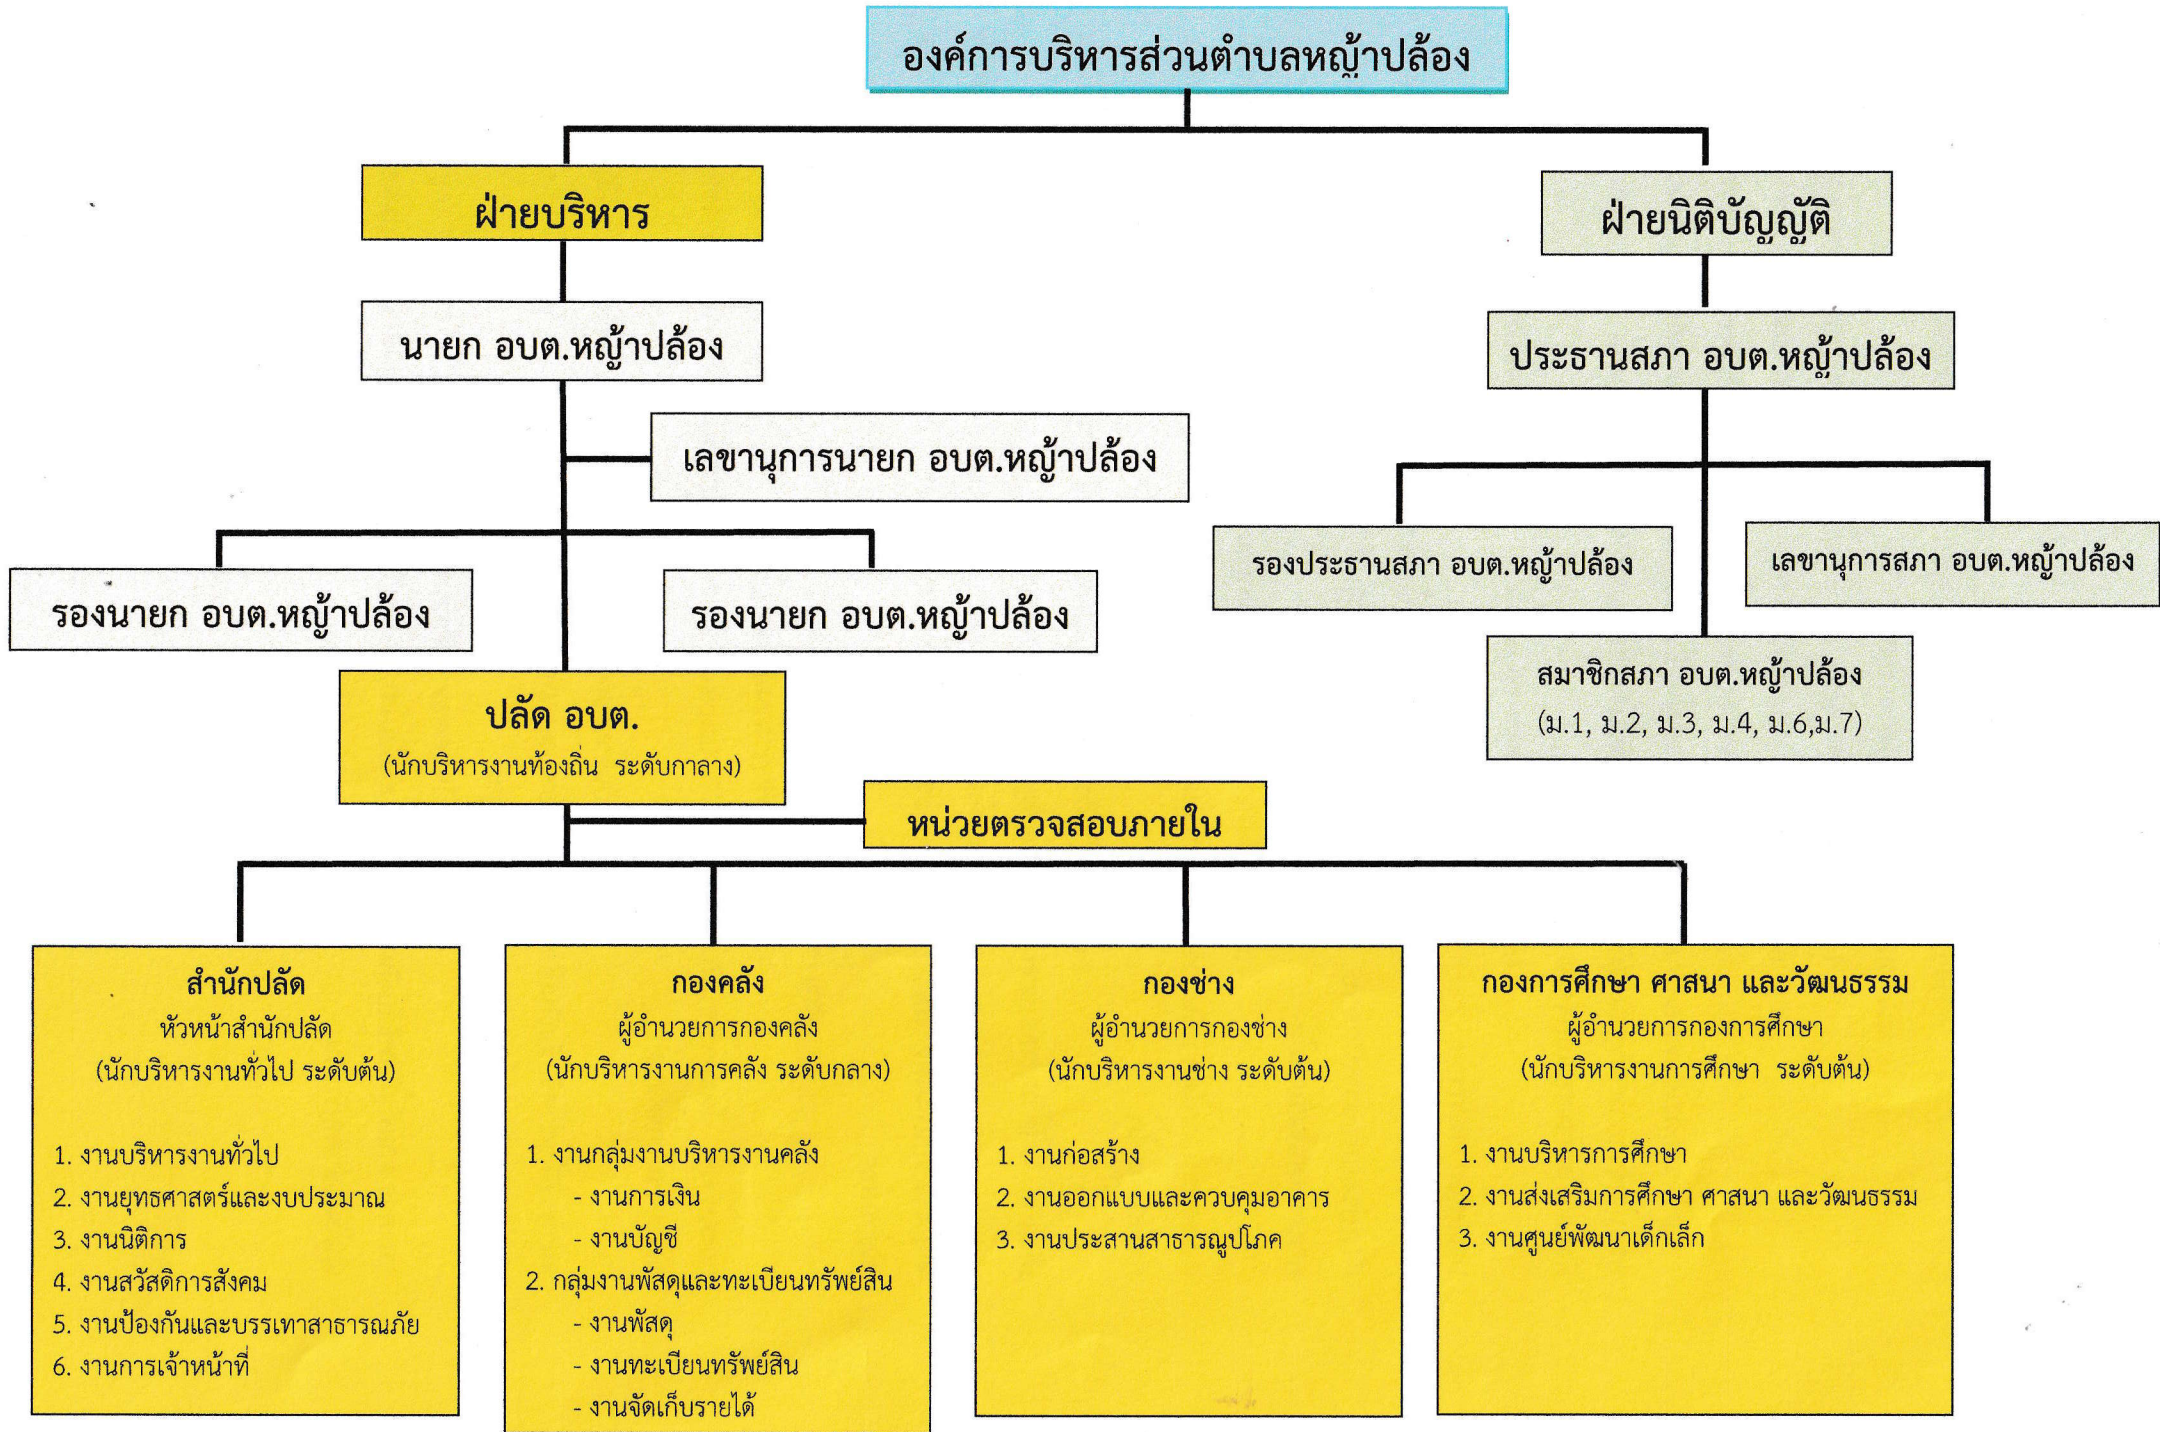 องค์การบริหารส่วนตำบลหญ้าปล้อง
ฝ่ายบริหาร
ฝ่ายนิติบัญญัติ
นายก อบต.หญ้าปล้อง
ประธานสภา อบต.หญ้าปล้อง
เลขานุการนายก อบต.หญ้าปล้อง
รองประธานสภา อบต.หญ้าปล้อง
เลขานุการสภา อบต.หญ้าปล้อง
รองนายก อบต.หญ้าปล้อง
รองนายก อบต.หญ้าปล้อง
สมาชิกสภา อบต.หญ้าปล้อง
(ม.1, ม.2, ม.3, ม.4, ม.6,ม.7)
ปลัด อบต.
(นักบริหารงานท้องถิ่น ระดับกาลาง)
หน่วยตรวจสอบภายใน
สำนักปลัด
หัวหน้าสำนักปลัด
(นักบริหารงานทั่วไป ระดับต้น)
1. งานบริหารงานทั่วไป
2. งานยุทธศาสตร์และงบประมาณ
3. งานนิติการ
4. งานสวัสดิการสังคม
5. งานป้องกันและบรรเทาสาธารณภัย
6. งานการเจ้าหน้าที่
กองคลัง
ผู้อำนวยการกองคลัง
(นักบริหารงานการคลัง ระดับกลาง)
1. งานกลุ่มงานบริหารงานคลัง
- งานการเงิน
- งานบัญชี
2. กลุ่มงานพัสดุและทะเบียนทรัพย์สิน
- งานพัสดุ
- งานทะเบียนทรัพย์สิน
- งานจัดเก็บรายได้
กองช่าง
ผู้อำนวยการกองช่าง
(นักบริหารงานช่าง ระดับต้น)
1. งานก่อสร้าง
2. งานออกแบบและควบคุมอาคาร
3. งานประสานสาธารณูปโภค
กองการศึกษา ศาสนา และวัฒนธรรม
ผู้อำนวยการกองการศึกษา
(นักบริหารงานการศึกษา ระดับต้น)
1. งานบริหารการศึกษา
2. งานส่งเสริมการศึกษา ศาสนา และวัฒนธรรม
3. งานศูนย์พัฒนาเด็กเล็ก